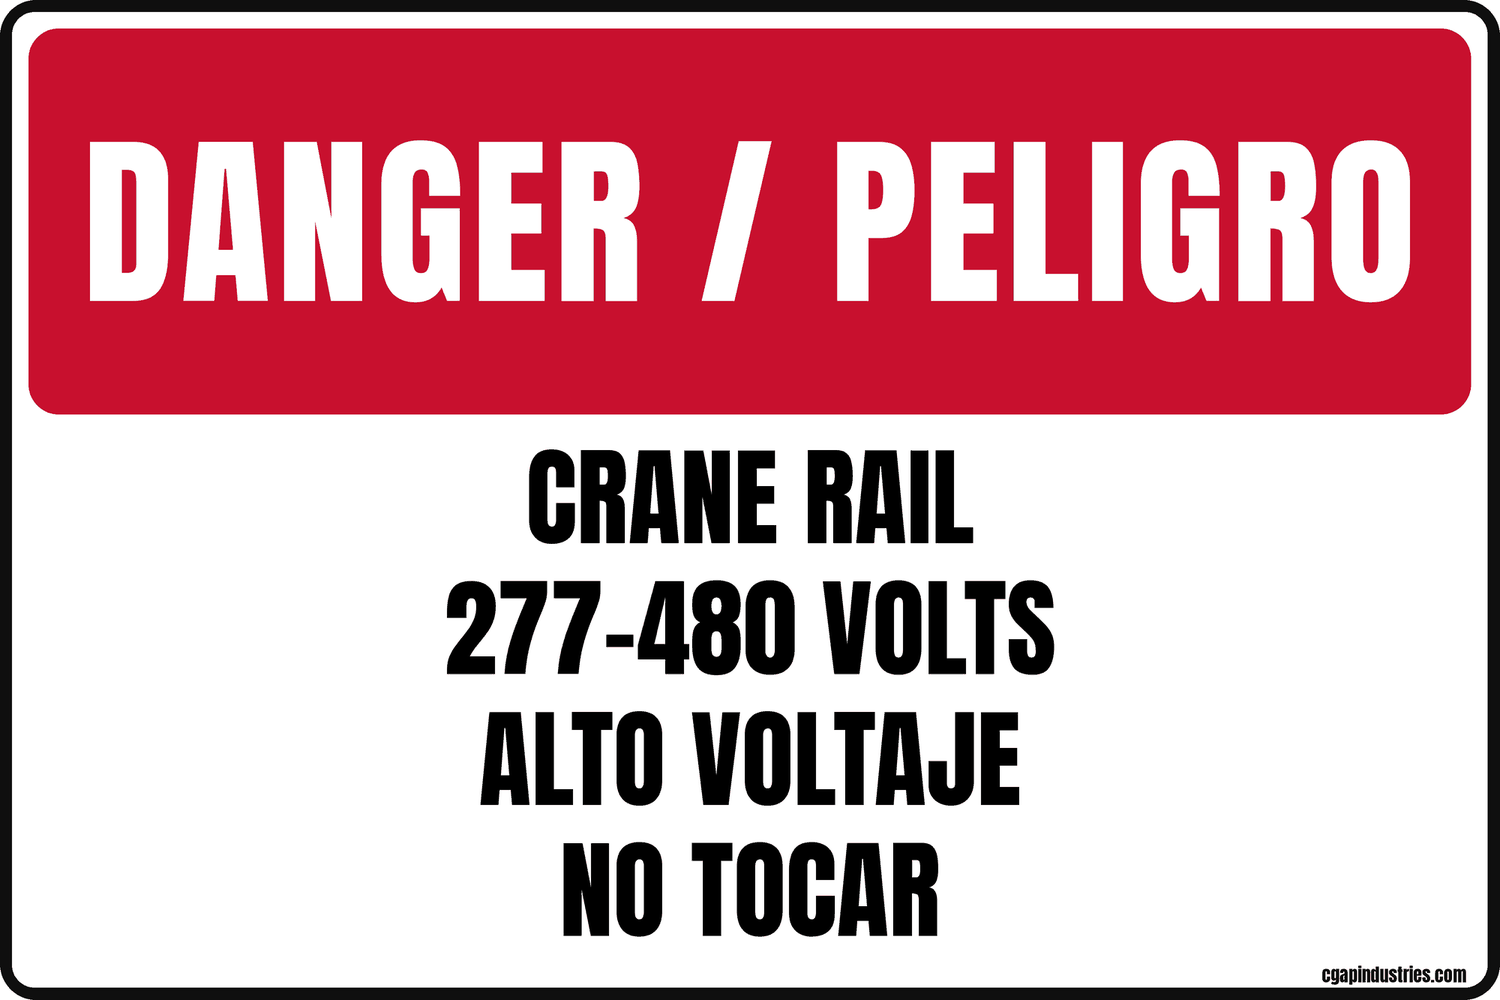 DANGER / PELIGRO
CRANE RAIL
277-480 VOLTS
ALTO VOLTAJE
NO TOCAR
cgapindustries.com